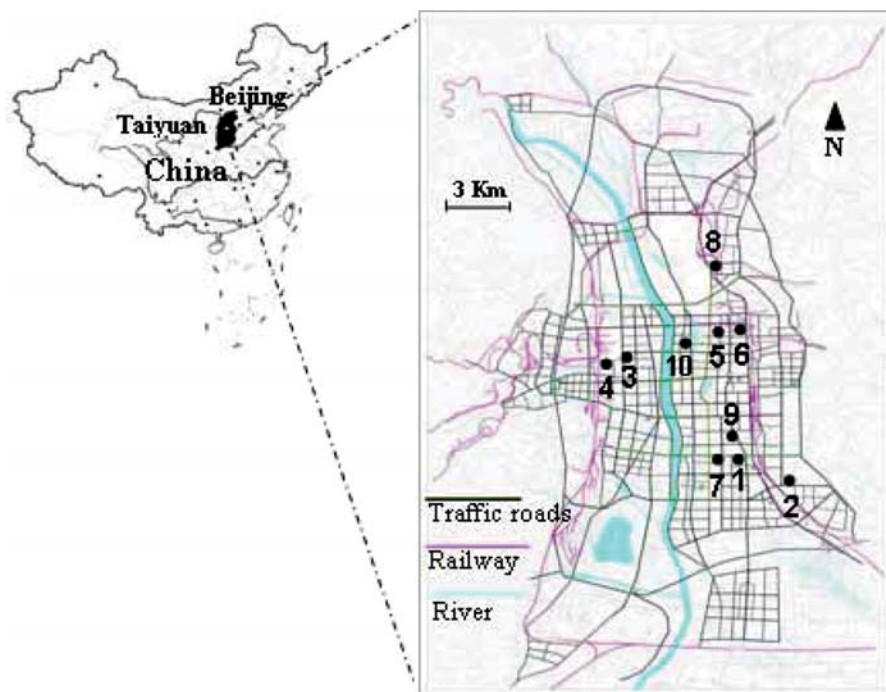 Beijing
Taiyuan
China
N
3 Km
8
10 5 6
4 3
9
7 1
2
Traffic roads
Railway
River